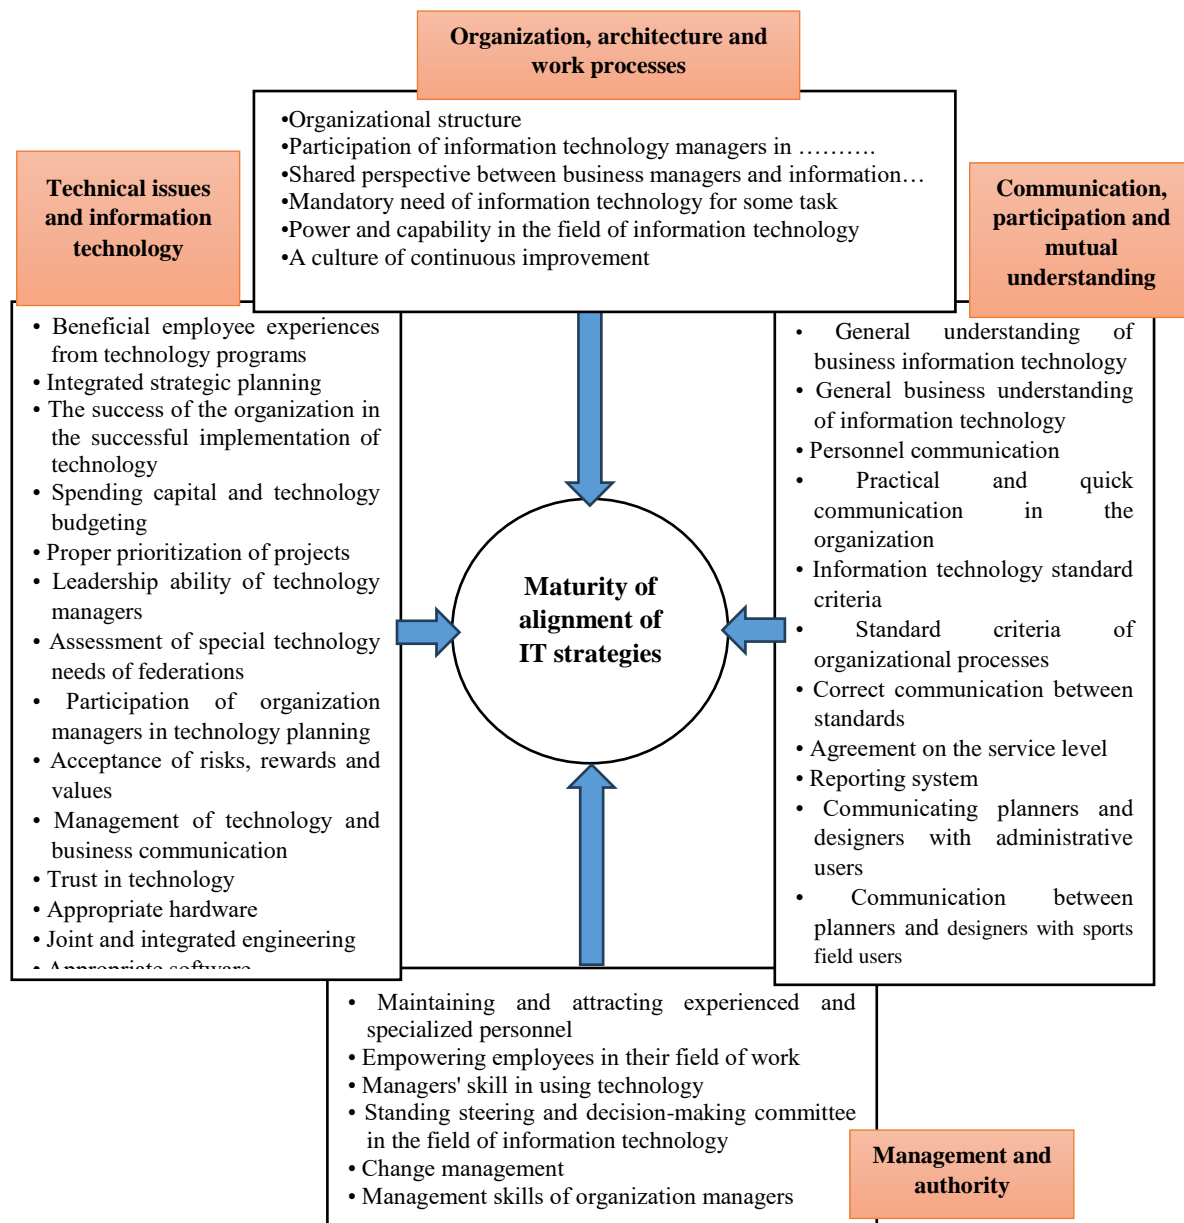 Organization, architecture and
work processes
•Organizational structure
•Participation of information technology managers in ……….
•Shared perspective between business managers and information…
•Mandatory need of information technology for some task
•Power and capability in the field of information technology
•A culture of continuous improvement
Technical issues
and information
technology
• Beneficial employee experiences
from technology programs
• Integrated strategic planning
• The success of the organization in
the successful implementation of
technology
• Spending capital and technology
budgeting
• Proper prioritization of projects
• Leadership ability of technology
managers
• Assessment of special technology
needs of federations
• Participation of organization
managers in technology planning
• Acceptance of risks, rewards and
values
• Management of technology and
business communication
• Trust in technology
• Appropriate hardware
• Joint and integrated engineering
• Appropriate software
Maturity of
alignment of
IT strategies
Communication,
participation and
mutual
understanding
• General understanding of
business information technology
• General business understanding
of information technology
• Personnel communication
• Practical and quick
communication in the
organization
• Information technology standard
criteria
• Standard criteria of
organizational processes
• Correct communication between
standards
• Agreement on the service level
• Reporting system
• Communicating planners and
designers with administrative
users
• Communication between
planners and designers with sports
field users
• Maintaining and attracting experienced and
specialized personnel
• Empowering employees in their field of work
• Managers' skill in using technology
• Standing steering and decision-making committee
in the field of information technology
• Change management
• Management skills of organization managers
Management and
authority